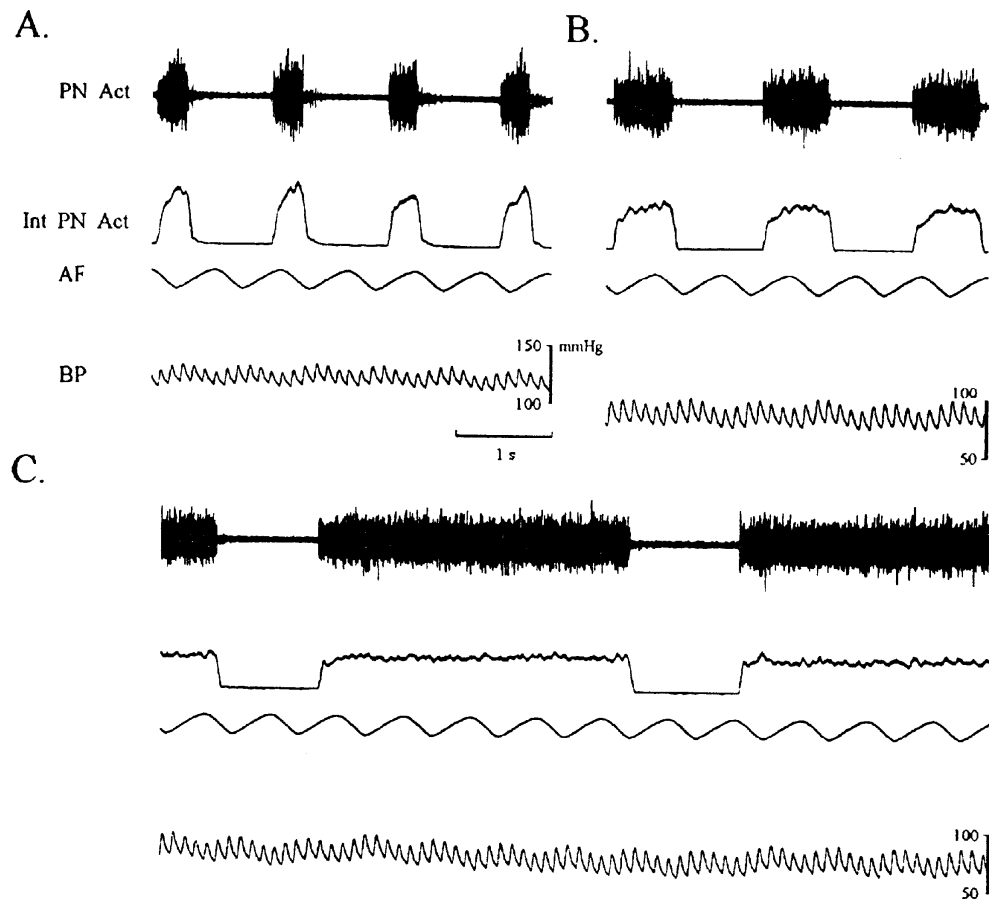 A.
B.
PN Act
Int PN Act
AF
150 mmHg
BP
100
100
1 s
50
C.
100
50